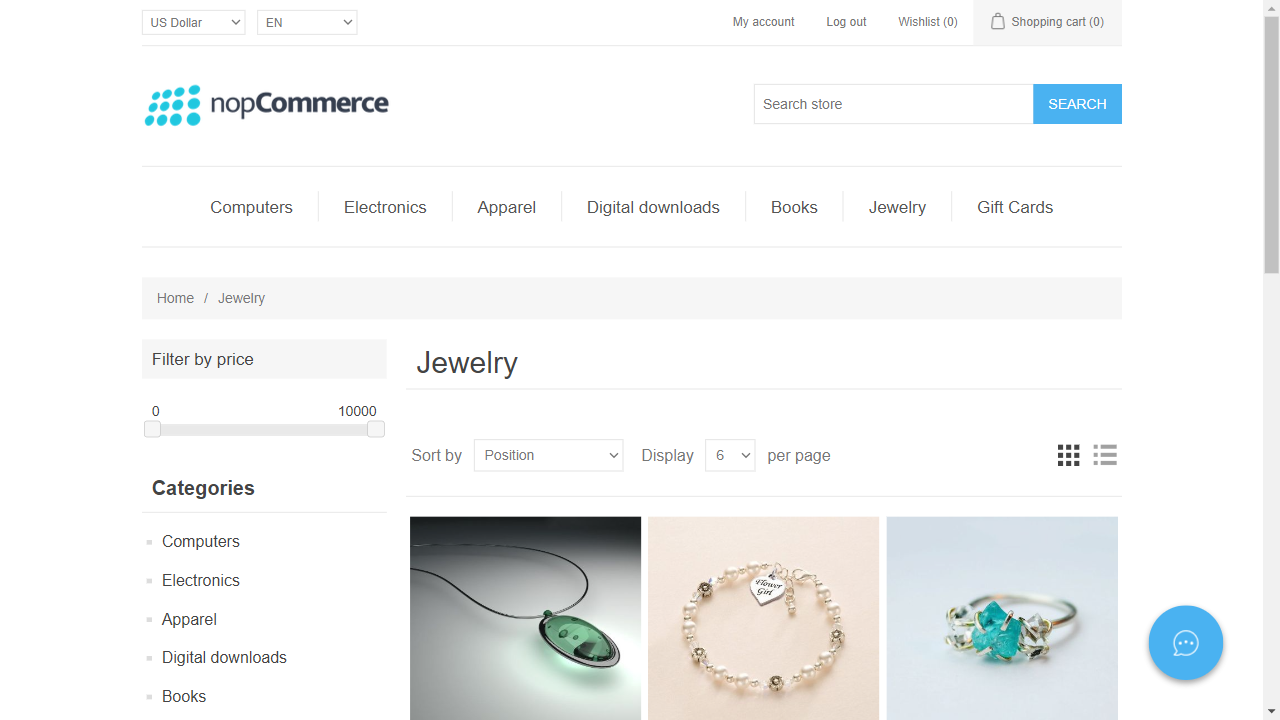 US Dollar
EN
My account
Log out
Wishlist (0)
Shopping cart (0)
nopCommerce
Search store
SEARCH
Computers
Electronics
Apparel
Digital downloads
Books
Jewelry
Gift Cards
Home / Jewelry
Filter by price
0
10000
Categories
Computers
Electronics
Apparel
Digital downloads
Books
Jewelry
Sort by
Position
Display
6
per page
Flower
Girl